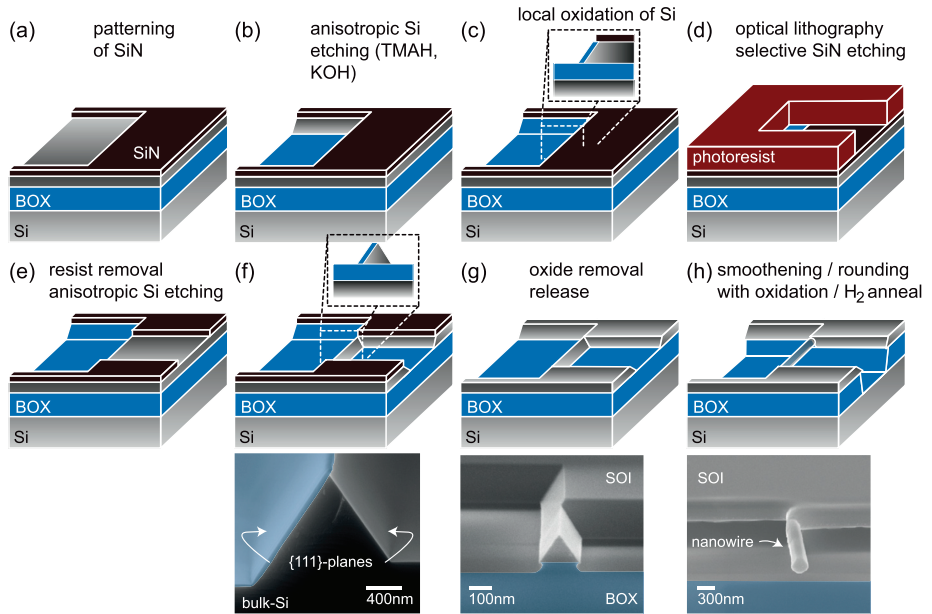 (a) patterning
of SiN
SiN
BOX
Si
(b) anisotropic Si
etching (TMAH,
KOH)
BOX
Si
(c) local oxidation of Si
BOX
Si
(d) optical lithography
selective SiN etching
photoresist
BOX
Si
(e) resist removal
anisotropic Si etching
BOX
Si
(f)
BOX
Si
{111}-planes
bulk-Si
400nm
(g) oxide removal
release
BOX
Si
SOI
100nm
BOX
(h) smoothening / rounding
with oxidation / H₂ anneal
BOX
Si
SOI
nanowire
300nm